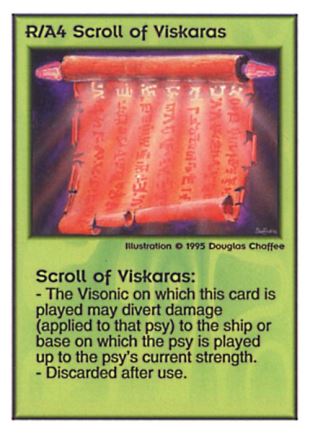 R/A4 Scroll of Viskaras
Illustration © 1995 Douglas Chaffee
Scroll of Viskaras:
- The Visonic on which this card is
played may divert damage
(applied to that psy) to the ship or
base on which the psy is played
up to the psy's current strength.
- Discarded after use.